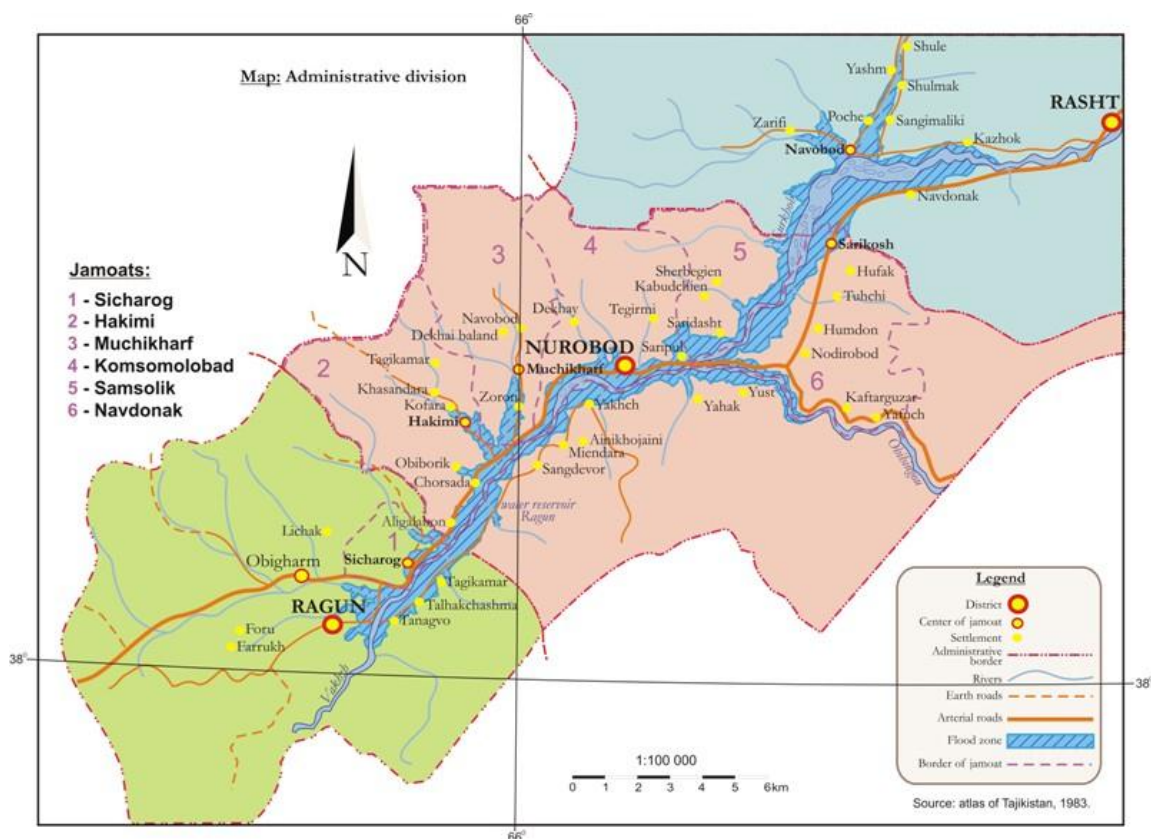 66°
Map: Administrative division
N
Jamoats:
1 - Sicharog
2 - Hakimi
3 - Muchikharf
4 - Komsomolobad
5 - Samsolik
6 - Navdonak
Shule
Yashm
Shulmak
RASHT
Poche
Sangimaliki
Zarifi
Kazhok
Navobod
Navdonak
Sarikosh
3
4
5
Hufak
Sherbegien
Kabudchien
Tuhchi
Dekhay
Tegirmi
Navobod
Saridasht
Humdon
Dekhai baland
NUROBOD
Saripul
Nodirobod
Tagikamar
Muchikharf
2
6
Khasandara
Yust
Kofara
Zoron
Yakhch
Yahak
Kaftarguzar
Hakimi
Yafuch
Ainikhojaini
Miendara
Obiborik
Sangdevor
Chorsada
water reservoir
Ragun
Aligalabon
Lichak
1
Sicharog
Obigharm
Tagikamar
RAGUN
Talhakchashma
Tanagvo
Foru
Farrukh
38°
38°
Legend
District
Center of jamoat
Settlement
Administrative
border
Rivers
Earth roads
Arterial roads
Flood zone
Border of jamoat
1:100 000
0 1 2 3 4 5 6km
Source: atlas of Tajikistan, 1983.
66°